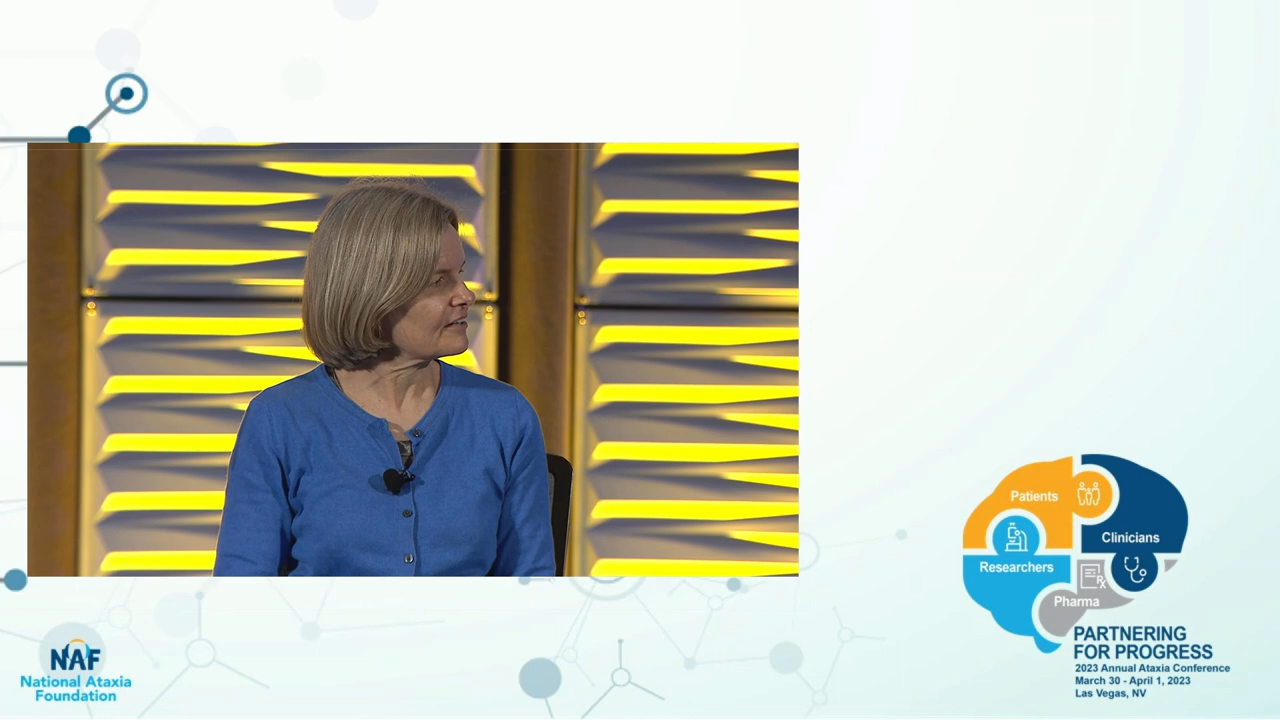 Patients
Clinicians
Researchers
Pharma
Rx
PARTNERING
FOR PROGRESS
2023 Annual Ataxia Conference
March 30 - April 1, 2023
Las Vegas, NV
NAF
National Ataxia
Foundation